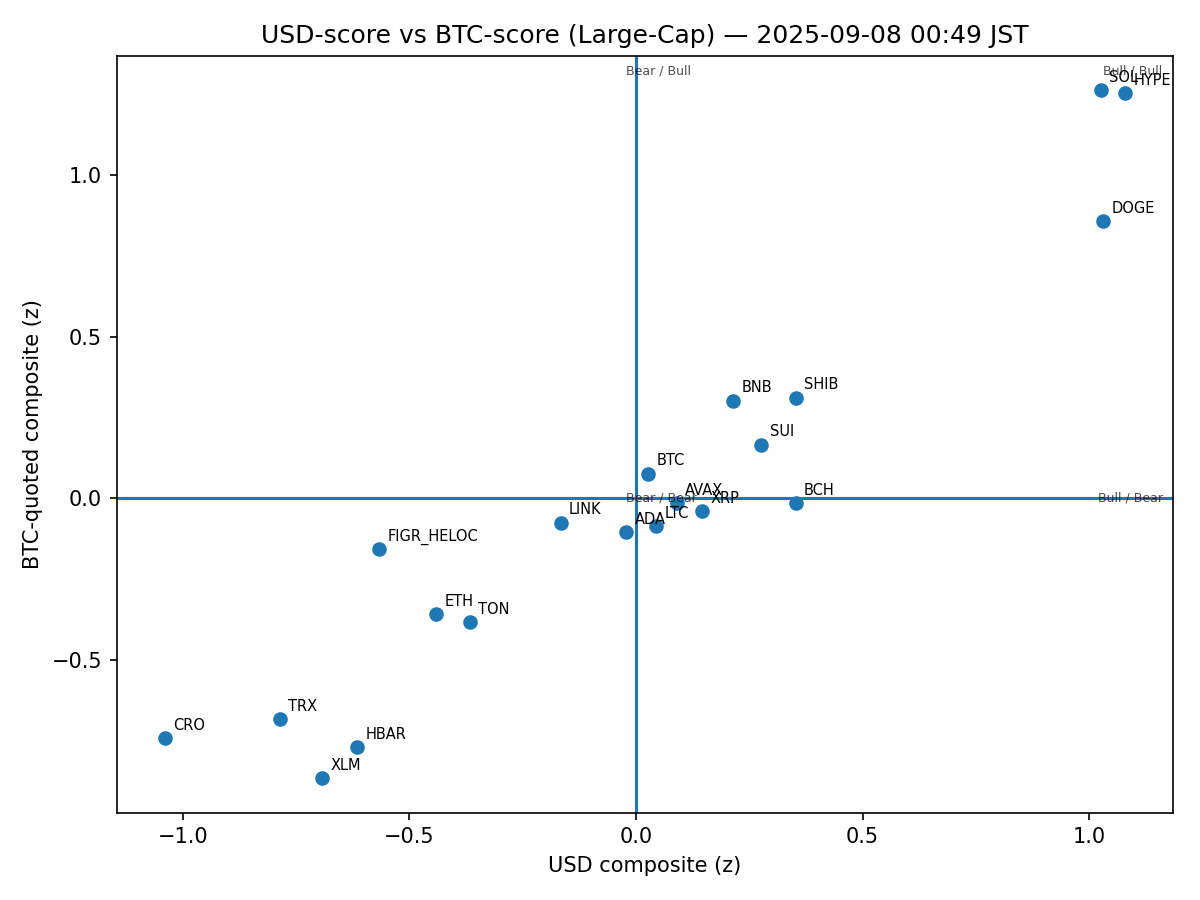 USD-score vs BTC-score (Large-Cap) — 2025-09-08 00:49 JST
Bear / Bull
Bull / Bull
SOL
HYPE
1.0
DOGE
0.5
BNB
SHIB
SUI
BTC
0.0
Bear / Bear
AVAX
XRP
BCH
Bull / Bear
LINK
ADA
LTC
FIGR_HELOC
ETH
TON
−0.5
TRX
CRO
HBAR
XLM
−1.0
−0.5
0.0
0.5
1.0
USD composite (z)
BTC-quoted composite (z)